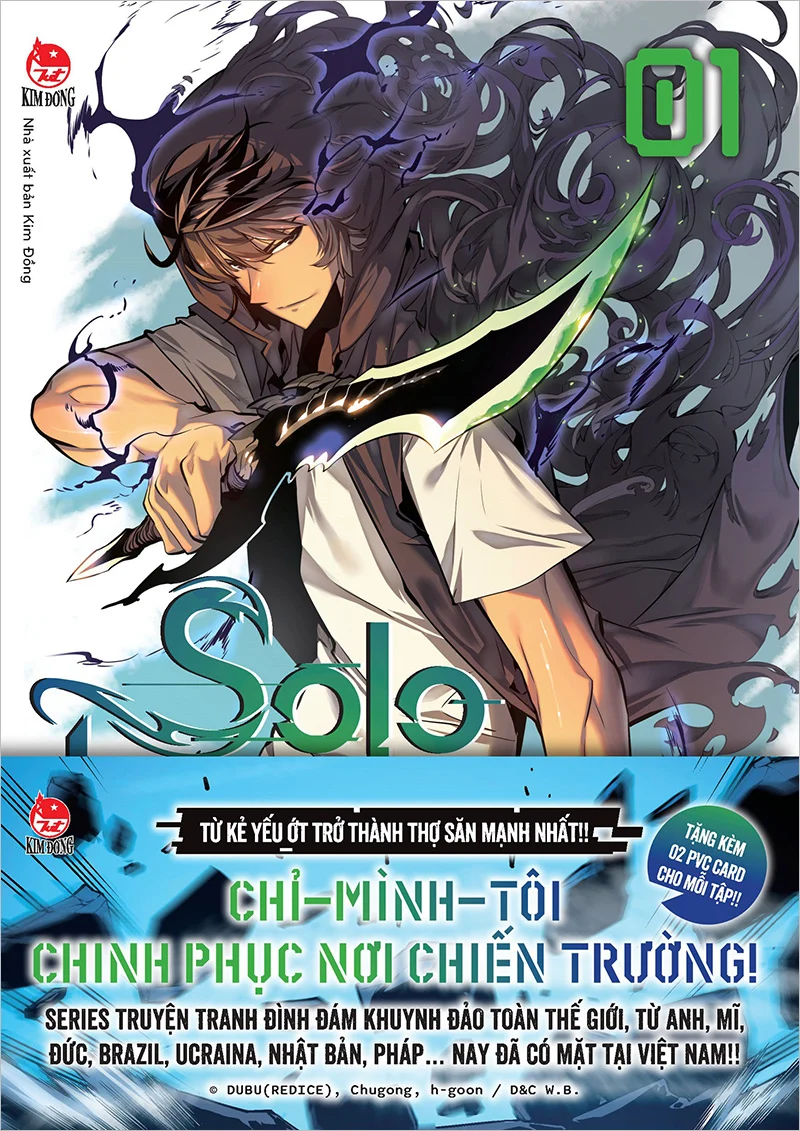 KIM ĐỒNG
Nhà xuất bản Kim Đồng
01
Solo
KIM ĐỒNG
TỪ KẺ YẾU ỚT TRỞ THÀNH THỢ SĂN MẠNH NHẤT!!
TẶNG KÈM
02 PVC CARD
CHO MỖI TẬP!!
CHỈ-MÌNH-TÔI
CHINH PHỤC NƠI CHIẾN TRƯỜNG!
SERIES TRUYỆN TRANH ĐÌNH ĐÁM KHUYNH ĐẢO TOÀN THẾ GIỚI, TỪ ANH, MĨ,
ĐỨC, BRAZIL, UCRAINA, NHẬT BẢN, PHÁP... NAY ĐÃ CÓ MẶT TẠI VIỆT NAM!!
© DUBU(REDICE), Chugong, h-goon / D&C W.B.